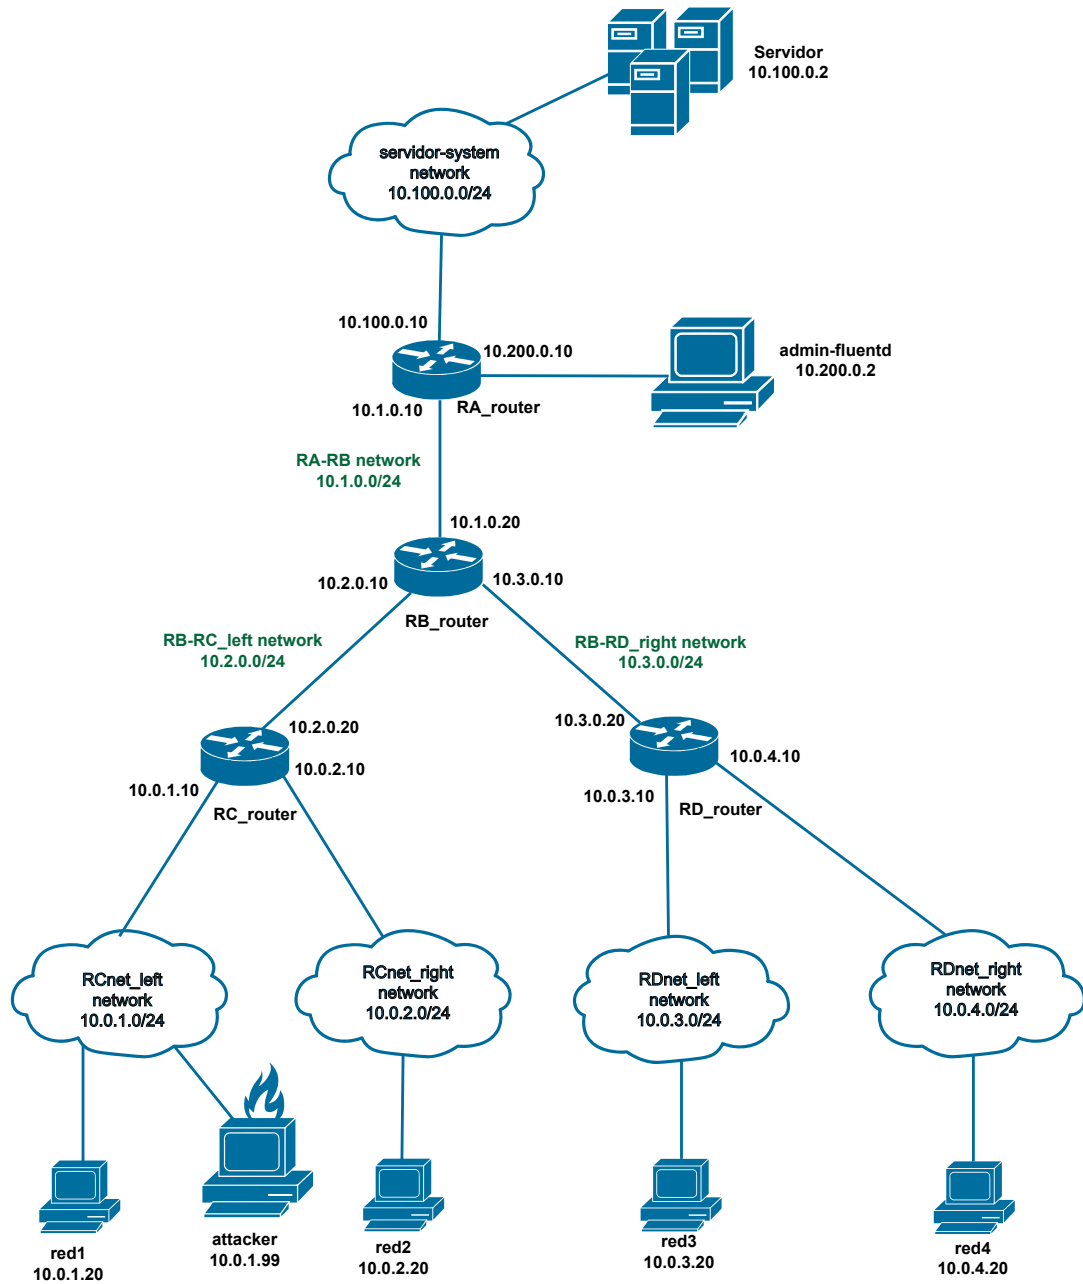 Servidor
10.100.0.2
servidor-system
network
10.100.0.0/24
10.100.0.10
10.200.0.10
admin-fluentd
10.200.0.2
10.1.0.10
RA_router
RA-RB network
10.1.0.0/24
10.1.0.20
10.2.0.10
10.3.0.10
RB_router
RB-RC_left network
10.2.0.0/24
RB-RD_right network
10.3.0.0/24
10.2.0.20
10.3.0.20
10.0.2.10
10.0.4.10
10.0.1.10
10.0.3.10
RC_router
RD_router
RCnet_left
network
10.0.1.0/24
RCnet_right
network
10.0.2.0/24
RDnet_left
network
10.0.3.0/24
RDnet_right
network
10.0.4.0/24
red1
10.0.1.20
attacker
10.0.1.99
red2
10.0.2.20
red3
10.0.3.20
red4
10.0.4.20